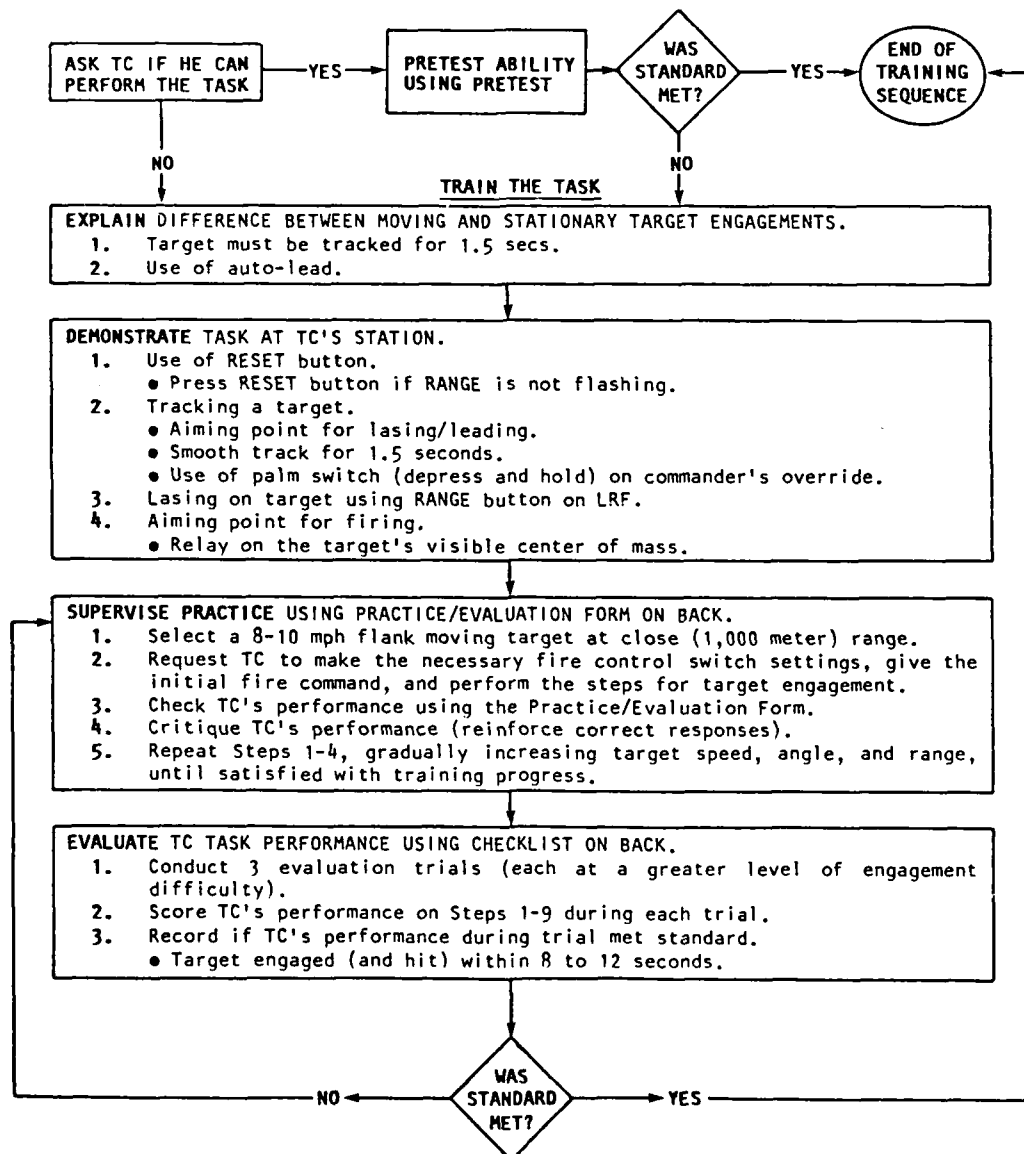 ASK TC IF HE CAN
PERFORM THE TASK
YES
PRETEST ABILITY
USING PRETEST
WAS
STANDARD
MET?
YES
END OF
TRAINING
SEQUENCE
NO
NO
TRAIN THE TASK
EXPLAIN DIFFERENCE BETWEEN MOVING AND STATIONARY TARGET ENGAGEMENTS.
1. Target must be tracked for 1.5 secs.
2. Use of auto-lead.
DEMONSTRATE TASK AT TC'S STATION.
1. Use of RESET button.
• Press RESET button if RANGE is not flashing.
2. Tracking a target.
• Aiming point for lasing/leading.
• Smooth track for 1.5 seconds.
• Use of palm switch (depress and hold) on commander's override.
3. Lasing on target using RANGE button on LRF.
4. Aiming point for firing.
• Relay on the target's visible center of mass.
SUPERVISE PRACTICE USING PRACTICE/EVALUATION FORM ON BACK.
1. Select a 8-10 mph flank moving target at close (1,000 meter) range.
2. Request TC to make the necessary fire control switch settings, give the
initial fire command, and perform the steps for target engagement.
3. Check TC's performance using the Practice/Evaluation Form.
4. Critique TC's performance (reinforce correct responses).
5. Repeat Steps 1-4, gradually increasing target speed, angle, and range,
until satisfied with training progress.
EVALUATE TC TASK PERFORMANCE USING CHECKLIST ON BACK.
1. Conduct 3 evaluation trials (each at a greater level of engagement
difficulty).
2. Score TC's performance on Steps 1-9 during each trial.
3. Record if TC's performance during trial met standard.
• Target engaged (and hit) within 8 to 12 seconds.
NO
WAS
STANDARD
MET?
YES